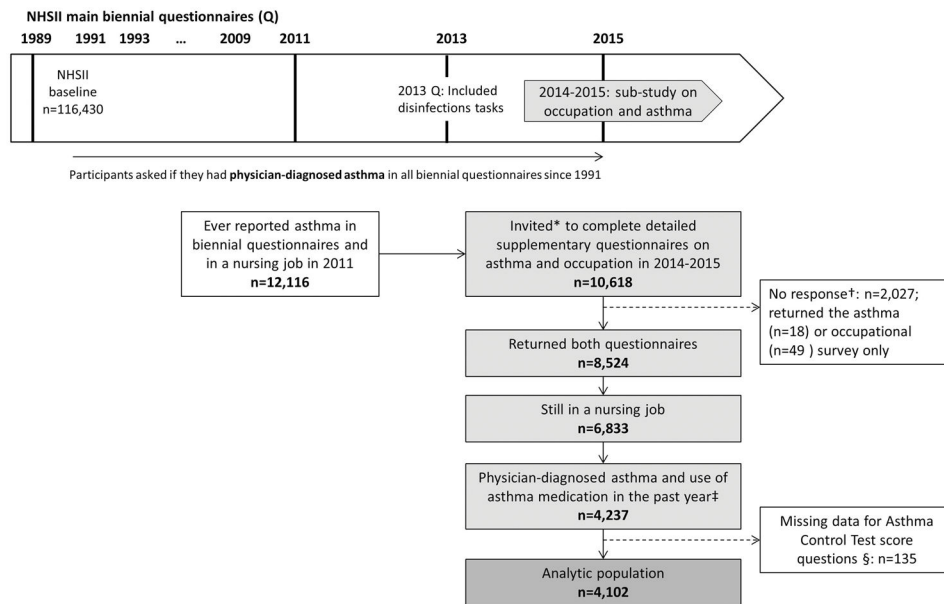 NHSII main biennial questionnaires (Q)
1989 1991 1993 ... 2009 2011 2013 2015
NHSII
baseline
n=116,430
2013 Q: Included
disinfections tasks
2014-2015: sub-study on
occupation and asthma
Participants asked if they had physician-diagnosed asthma in all biennial questionnaires since 1991
Ever reported asthma in
biennial questionnaires and
in a nursing job in 2011
n=12,116
Invited* to complete detailed
supplementary questionnaires on
asthma and occupation in 2014-2015
n=10,618
No response†: n=2,027;
returned the asthma
(n=18) or occupational
(n=49 ) survey only
Returned both questionnaires
n=8,524
Still in a nursing job
n=6,833
Physician-diagnosed asthma and use of
asthma medication in the past year‡
n=4,237
Missing data for Asthma
Control Test score
questions §: n=135
Analytic population
n=4,102